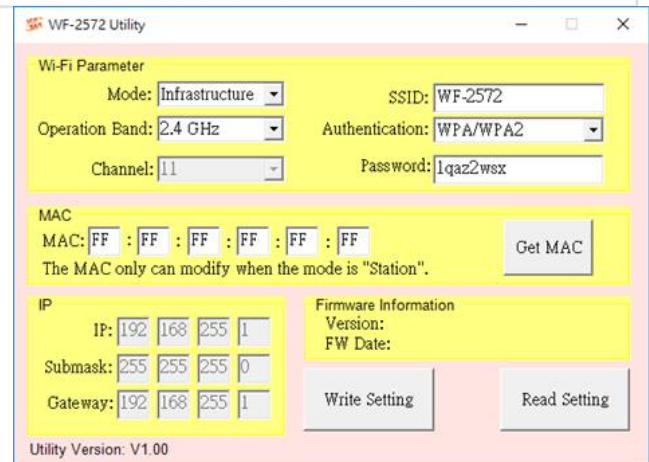 WF-2572 Utility
Wi-Fi Parameter
Mode: Infrastructure
SSID: WF-2572
Operation Band: 2.4 GHz
Authentication: WPA/WPA2
Channel: 11
Password: 1qaz2wsx
MAC
MAC: FF : FF : FF : FF : FF : FF
Get MAC
The MAC only can modify when the mode is "Station".
IP
IP: 192 168 255 1
Submask: 255 255 255 0
Gateway: 192 168 255 1
Firmware Information
Version:
FW Date:
Write Setting
Read Setting
Utility Version: V1.00